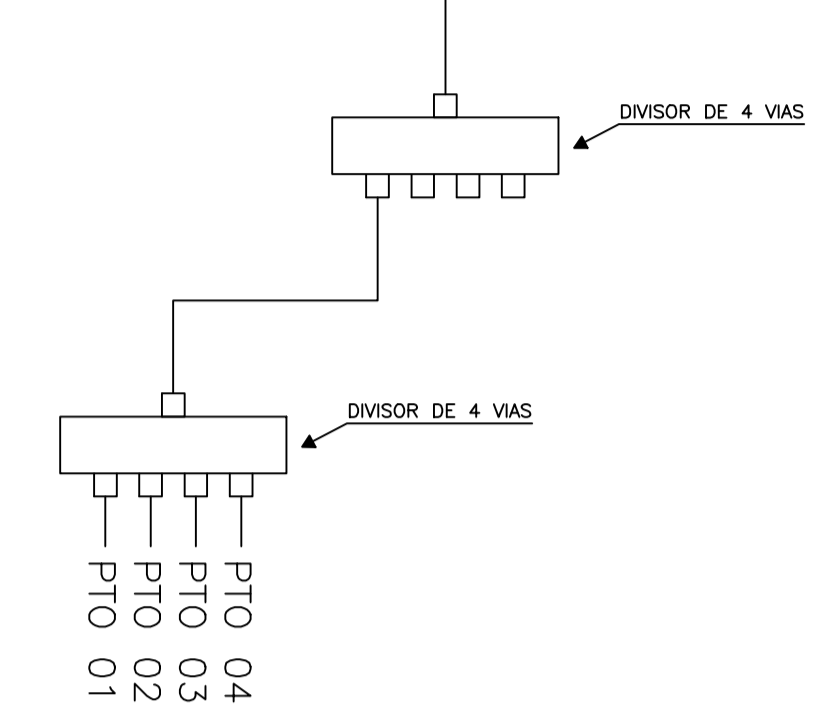 DIVISOR DE 4 VIAS
DIVISOR DE 4 VIAS
PTO 01
PTO 02
PTO 03
PTO 04